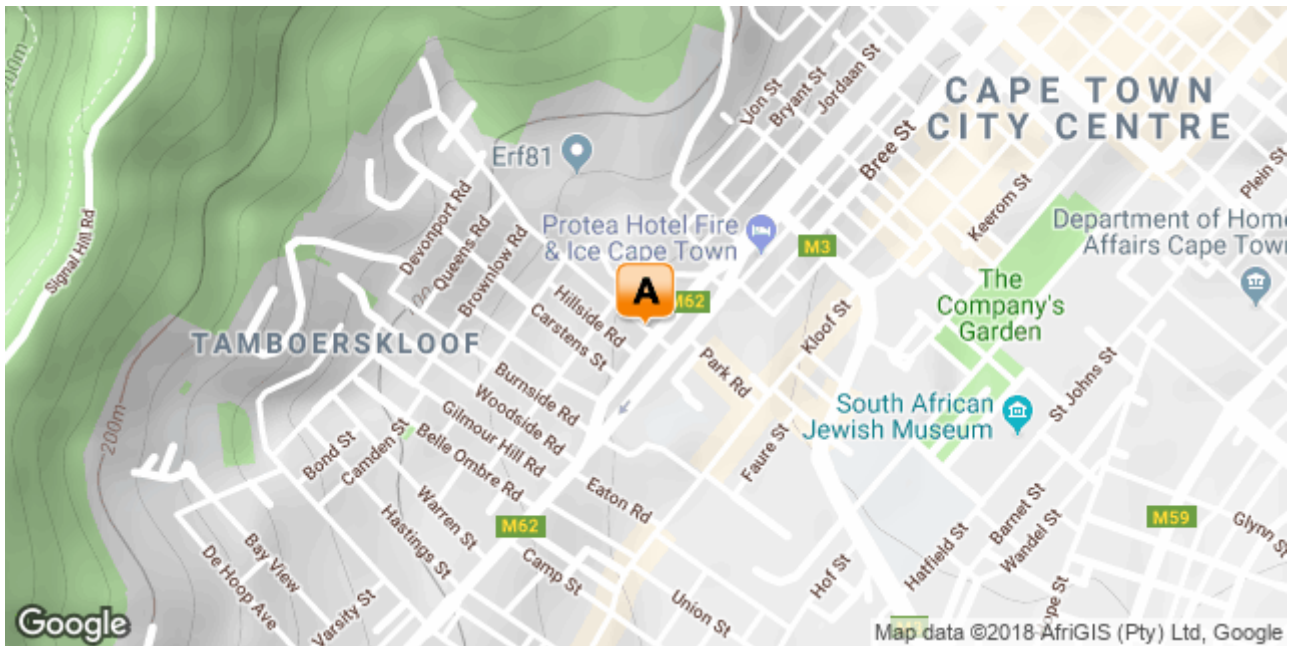 200m
Signal Hill Rd
Erf81
Devonport Rd
Queens Rd
Brownlow Rd
Lion St
Bryant St
Jordaan St
Bree St
CAPE TOWN
CITY CENTRE
Plein St
Keerom St
Department of Home
Affairs Cape Town
Protea Hotel Fire
& Ice Cape Town
M3
A
M62
The
Company's
Garden
Hillside Rd
Carstens St
TAMBOERSKLOOF
Kloof St
Park Rd
South African
Jewish Museum
St Johns St
200m
Burnside Rd
Woodside Rd
Gilmour Hill Rd
Belle Ombre Rd
Bond St
Camden St
Faure St
Eaton Rd
Warren St
Hastings St
M62
Camp St
Union St
Hof St
Hatfield St
Barnet St
Wandel St
M59
Glynn St
Bay View
De Hoop Ave
Varsity St
Google
Map data ©2018 AfriGIS (Pty) Ltd, Google